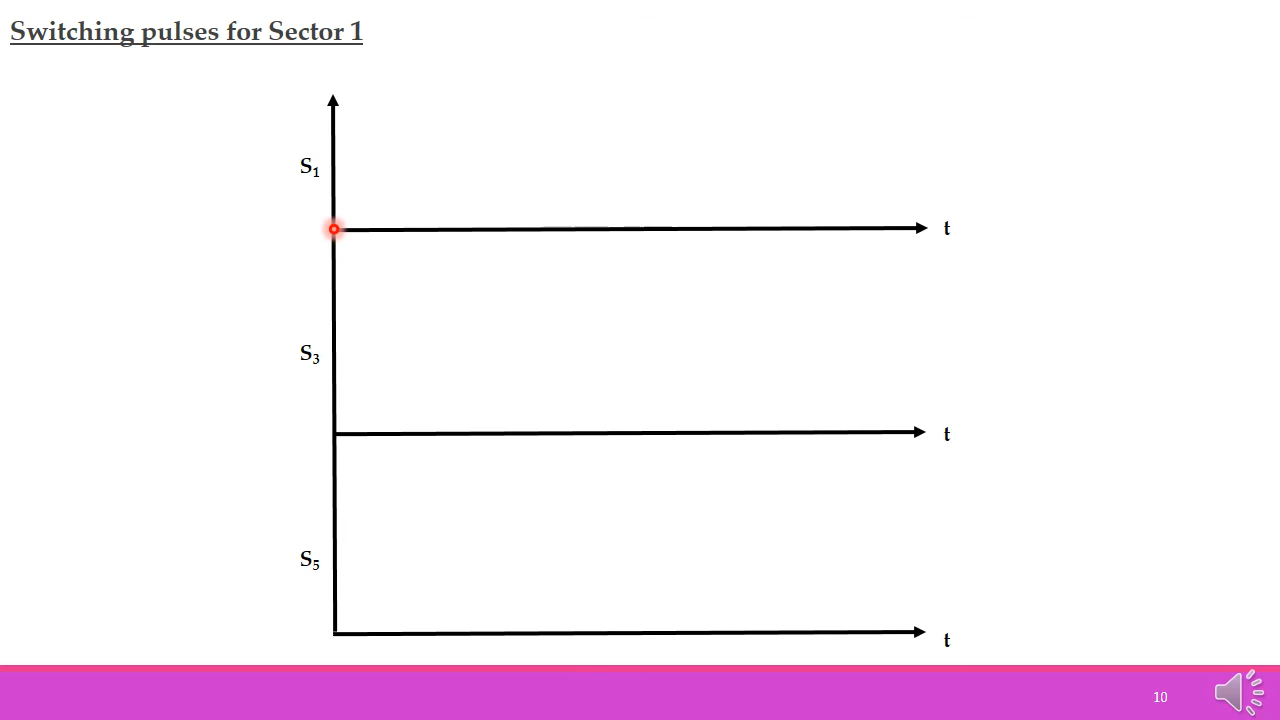 Switching pulses for Sector 1
S₁
t
S₃
t
S₅
t
10